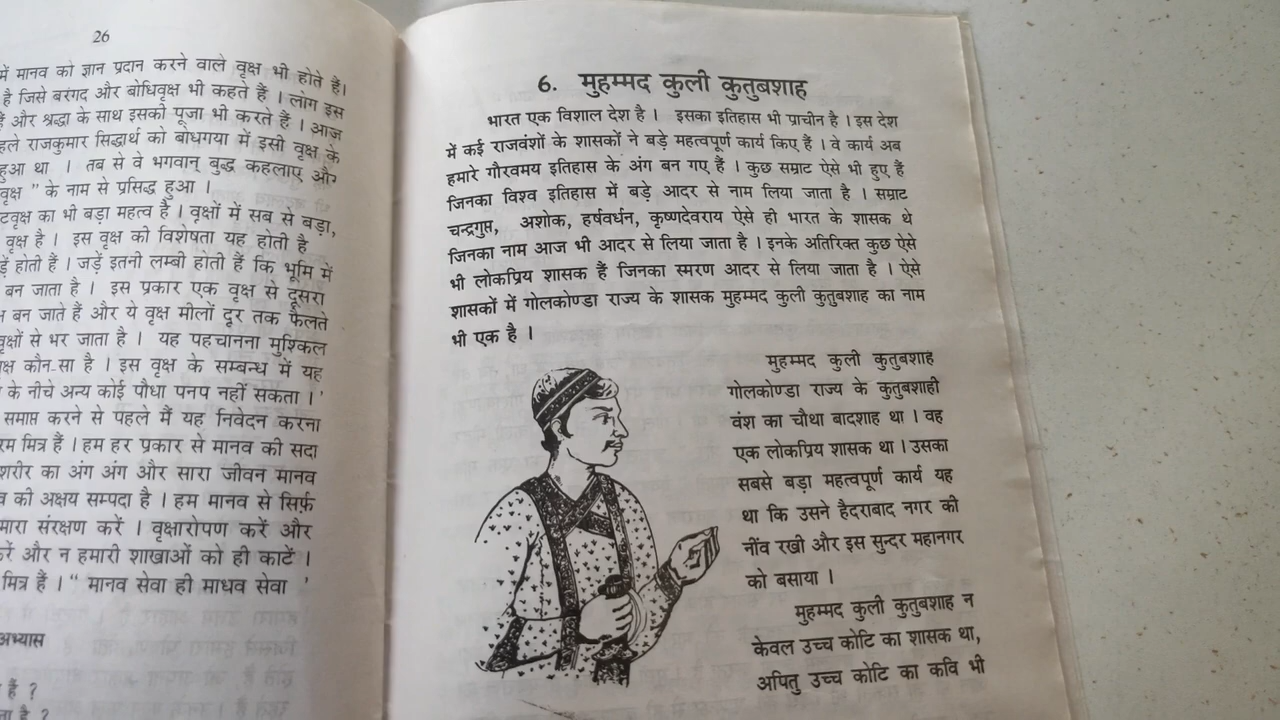 26
में मानव को ज्ञान प्रदान करने वाले वृक्ष भी होते हैं।
है जिसे बरगद और बोधिवृक्ष भी कहते हैं । लोग इस
हैं और श्रद्धा के साथ इसकी पूजा भी करते हैं । आज
हले राजकुमार सिद्धार्थ को बोधगया में इसी वृक्ष के
हुआ था । तब से वे भगवान् बुद्ध कहलाए और
वृक्ष " के नाम से प्रसिद्ध हुआ ।
टवृक्ष का भी बड़ा महत्व है । वृक्षों में सब से बड़ा,
वृक्ष है । इस वृक्ष की विशेषता यह होती है
ड़ें होती हैं । जड़ें इतनी लम्बी होती हैं कि भूमि में
बन जाता है । इस प्रकार एक वृक्ष से दूसरा
बन जाते हैं और ये वृक्ष मीलों दूर तक फैलते
वृक्षों से भर जाता है । यह पहचानना मुश्किल
क्ष कौन-सा है । इस वृक्ष के सम्बन्ध में यह
के नीचे अन्य कोई पौधा पनप नहीं सकता ।'
समाप्त करने से पहले मैं यह निवेदन करना
रम मित्र हैं । हम हर प्रकार से मानव की सदा
शरीर का अंग अंग और सारा जीवन मानव
की अक्षय सम्पदा है । हम मानव से सिर्फ़
मारा संरक्षण करें । वृक्षारोपण करें और
रें और न हमारी शाखाओं को ही काटें ।
मित्र हैं । " मानव सेवा ही माधव सेवा '
अभ्यास
हैं ?
ता है ?
6. मुहम्मद कुली कुतुबशाह
भारत एक विशाल देश है । इसका इतिहास भी प्राचीन है । इस देश
में कई राजवंशों के शासकों ने बड़े महत्वपूर्ण कार्य किए हैं । वे कार्य अब
हमारे गौरवमय इतिहास के अंग बन गए हैं । कुछ सम्राट ऐसे भी हुए हैं
जिनका विश्व इतिहास में बड़े आदर से नाम लिया जाता है । सम्राट
चन्द्रगुप्त, अशोक, हर्षवर्धन, कृष्णदेवराय ऐसे ही भारत के शासक थे
जिनका नाम आज भी आदर से लिया जाता है । इनके अतिरिक्त कुछ ऐसे
भी लोकप्रिय शासक हैं जिनका स्मरण आदर से लिया जाता है । ऐसे
शासकों में गोलकोण्डा राज्य के शासक मुहम्मद कुली कुतुबशाह का नाम
भी एक है ।
मुहम्मद कुली कुतुबशाह
गोलकोण्डा राज्य के कुतुबशाही
वंश का चौथा बादशाह था । वह
एक लोकप्रिय शासक था । उसका
सबसे बड़ा महत्वपूर्ण कार्य यह
था कि उसने हैदराबाद नगर की
नींव रखी और इस सुन्दर महानगर
को बसाया ।
मुहम्मद कुली कुतुबशाह न
केवल उच्च कोटि का शासक था,
अपितु उच्च कोटि का कवि भी